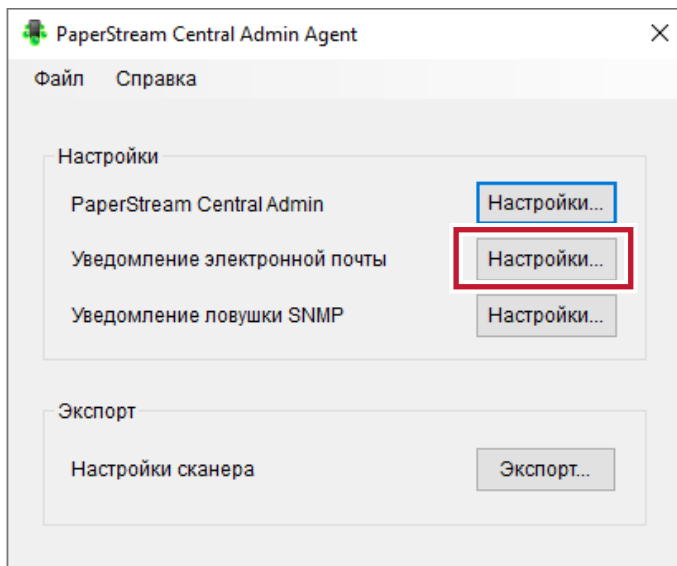 PaperStream Central Admin Agent
Файл Справка
Настройки
PaperStream Central Admin Настройки...
Уведомление электронной почты Настройки...
Уведомление ловушки SNMP Настройки...
Экспорт
Настройки сканера Экспорт...